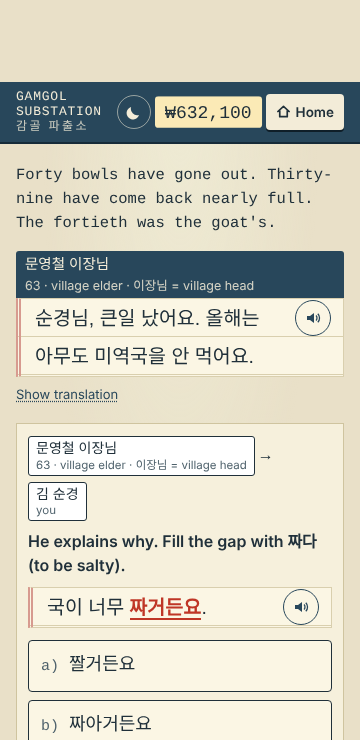 GAMGOL
SUBSTATION
감골 파출소
₩632,100
Home
Forty bowls have gone out. Thirty-
nine have come back nearly full.
The fortieth was the goat's.
문영철 이장님
63 · village elder · 이장님 = village head
순경님, 큰일 났어요. 올해는
아무도 미역국을 안 먹어요.
Show translation
문영철 이장님
63 · village elder · 이장님 = village head
→
김 순경
you
He explains why. Fill the gap with 짜다
(to be salty).
국이 너무 짜거든요.
a) 짤거든요
b) 짜아거든요